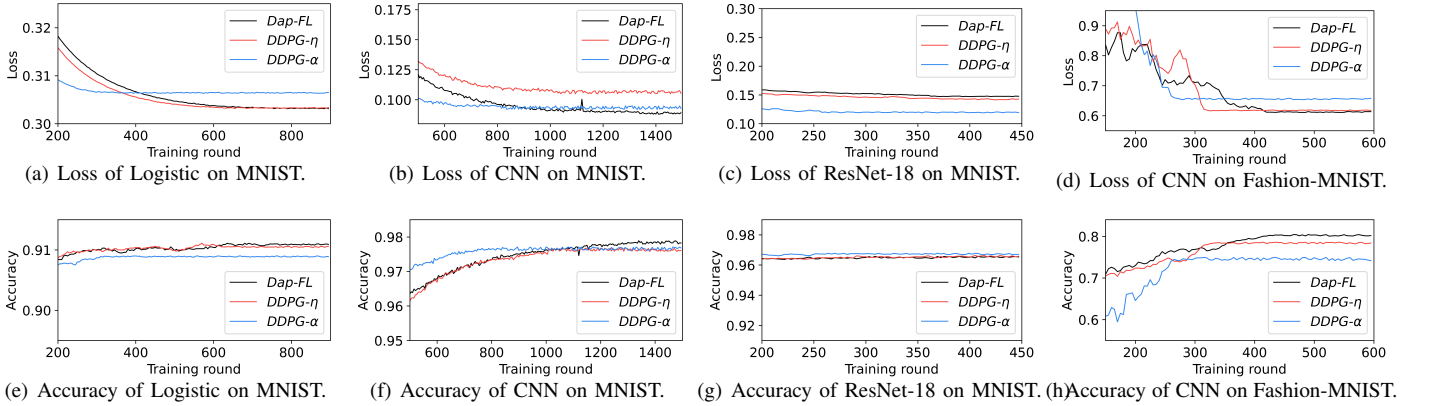 0.32
0.31
0.30
Loss
200 400 600 800
Training round
Dap-FL
DDPG-η
DDPG-α
(a) Loss of Logistic on MNIST.
0.175
0.150
0.125
0.100
Loss
600 800 1000 1200 1400
Training round
Dap-FL
DDPG-η
DDPG-α
(b) Loss of CNN on MNIST.
0.30
0.25
0.20
0.15
0.10
Loss
200 250 300 350 400 450
Training round
Dap-FL
DDPG-η
DDPG-α
(c) Loss of ResNet-18 on MNIST.
0.9
0.8
0.7
0.6
Loss
200 300 400 500 600
Training round
Dap-FL
DDPG-η
DDPG-α
(d) Loss of CNN on Fashion-MNIST.
0.91
0.90
Accuracy
200 400 600 800
Training round
Dap-FL
DDPG-η
DDPG-α
(e) Accuracy of Logistic on MNIST.
0.98
0.97
0.96
0.95
Accuracy
600 800 1000 1200 1400
Training round
Dap-FL
DDPG-η
DDPG-α
(f) Accuracy of CNN on MNIST.
0.98
0.96
0.94
0.92
Accuracy
200 250 300 350 400 450
Training round
Dap-FL
DDPG-η
DDPG-α
(g) Accuracy of ResNet-18 on MNIST.
0.8
0.7
0.6
Accuracy
200 300 400 500 600
Training round
Dap-FL
DDPG-η
DDPG-α
(h)Accuracy of CNN on Fashion-MNIST.